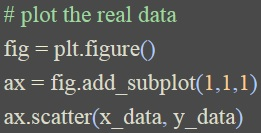 # plot the real data
fig = plt.figure()
ax = fig.add_subplot(1,1,1)
ax.scatter(x_data, y_data)